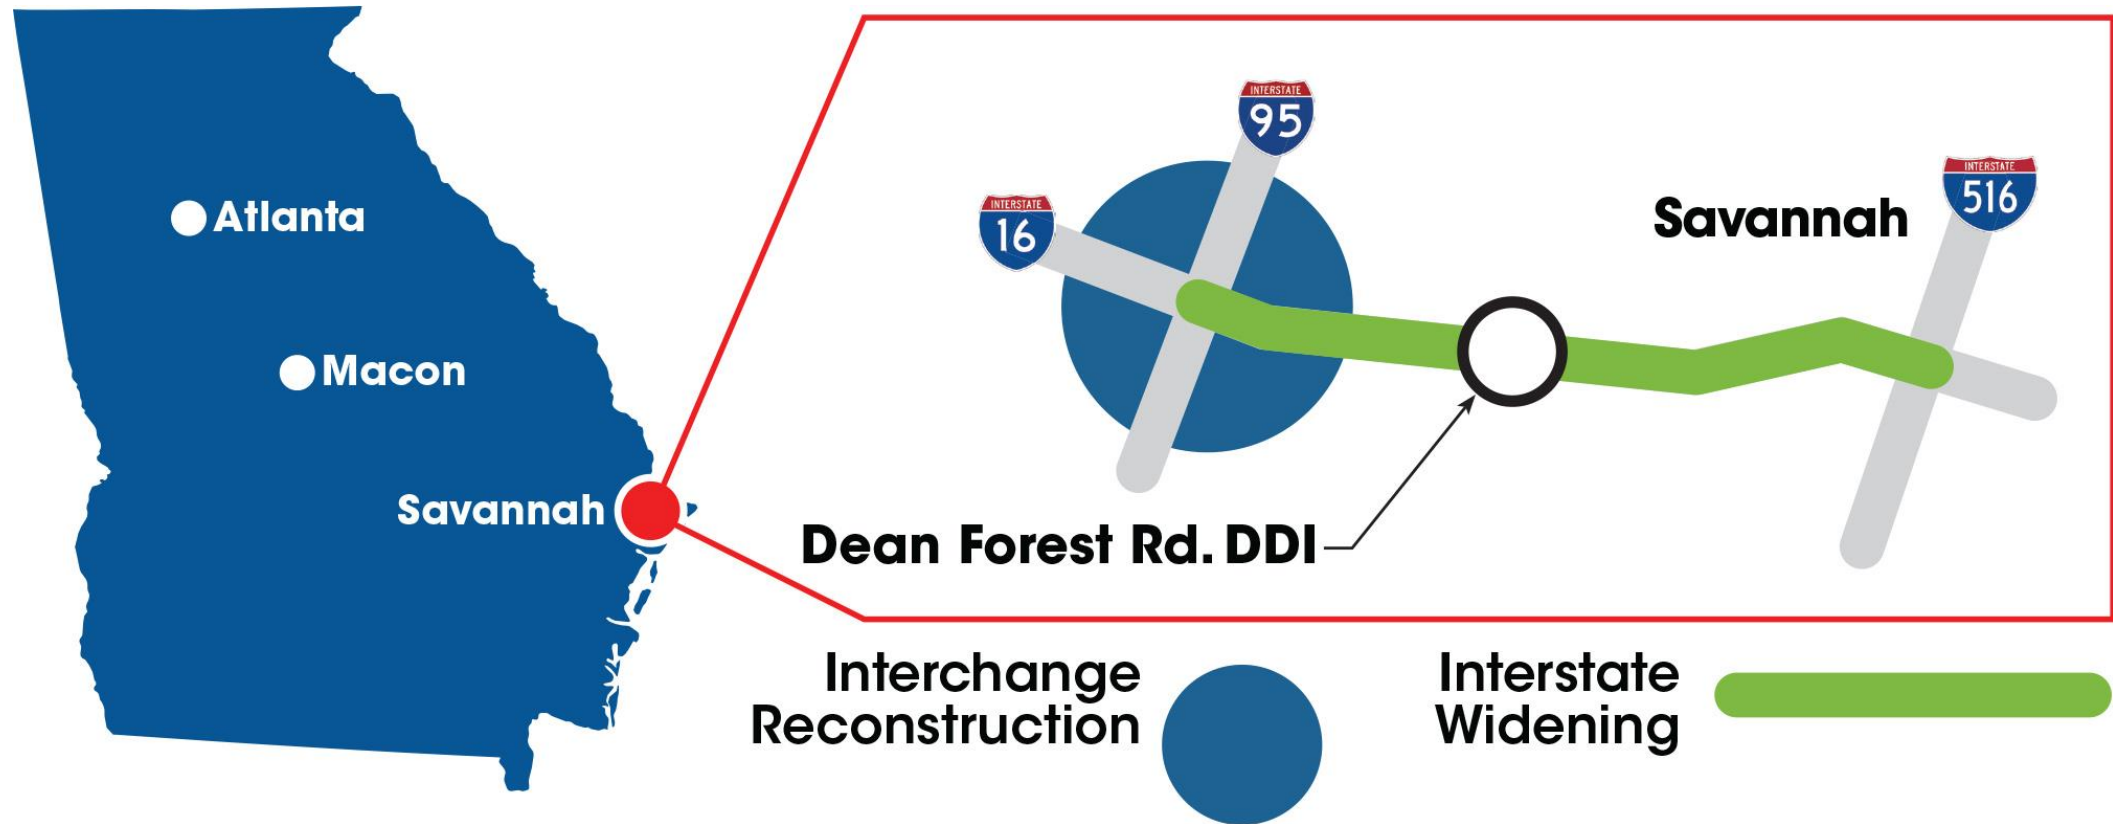 Atlanta
Macon
Savannah
INTERSTATE
95
INTERSTATE
16
INTERSTATE
516
Savannah
Dean Forest Rd. DDI
Interchange
Reconstruction
Interstate
Widening